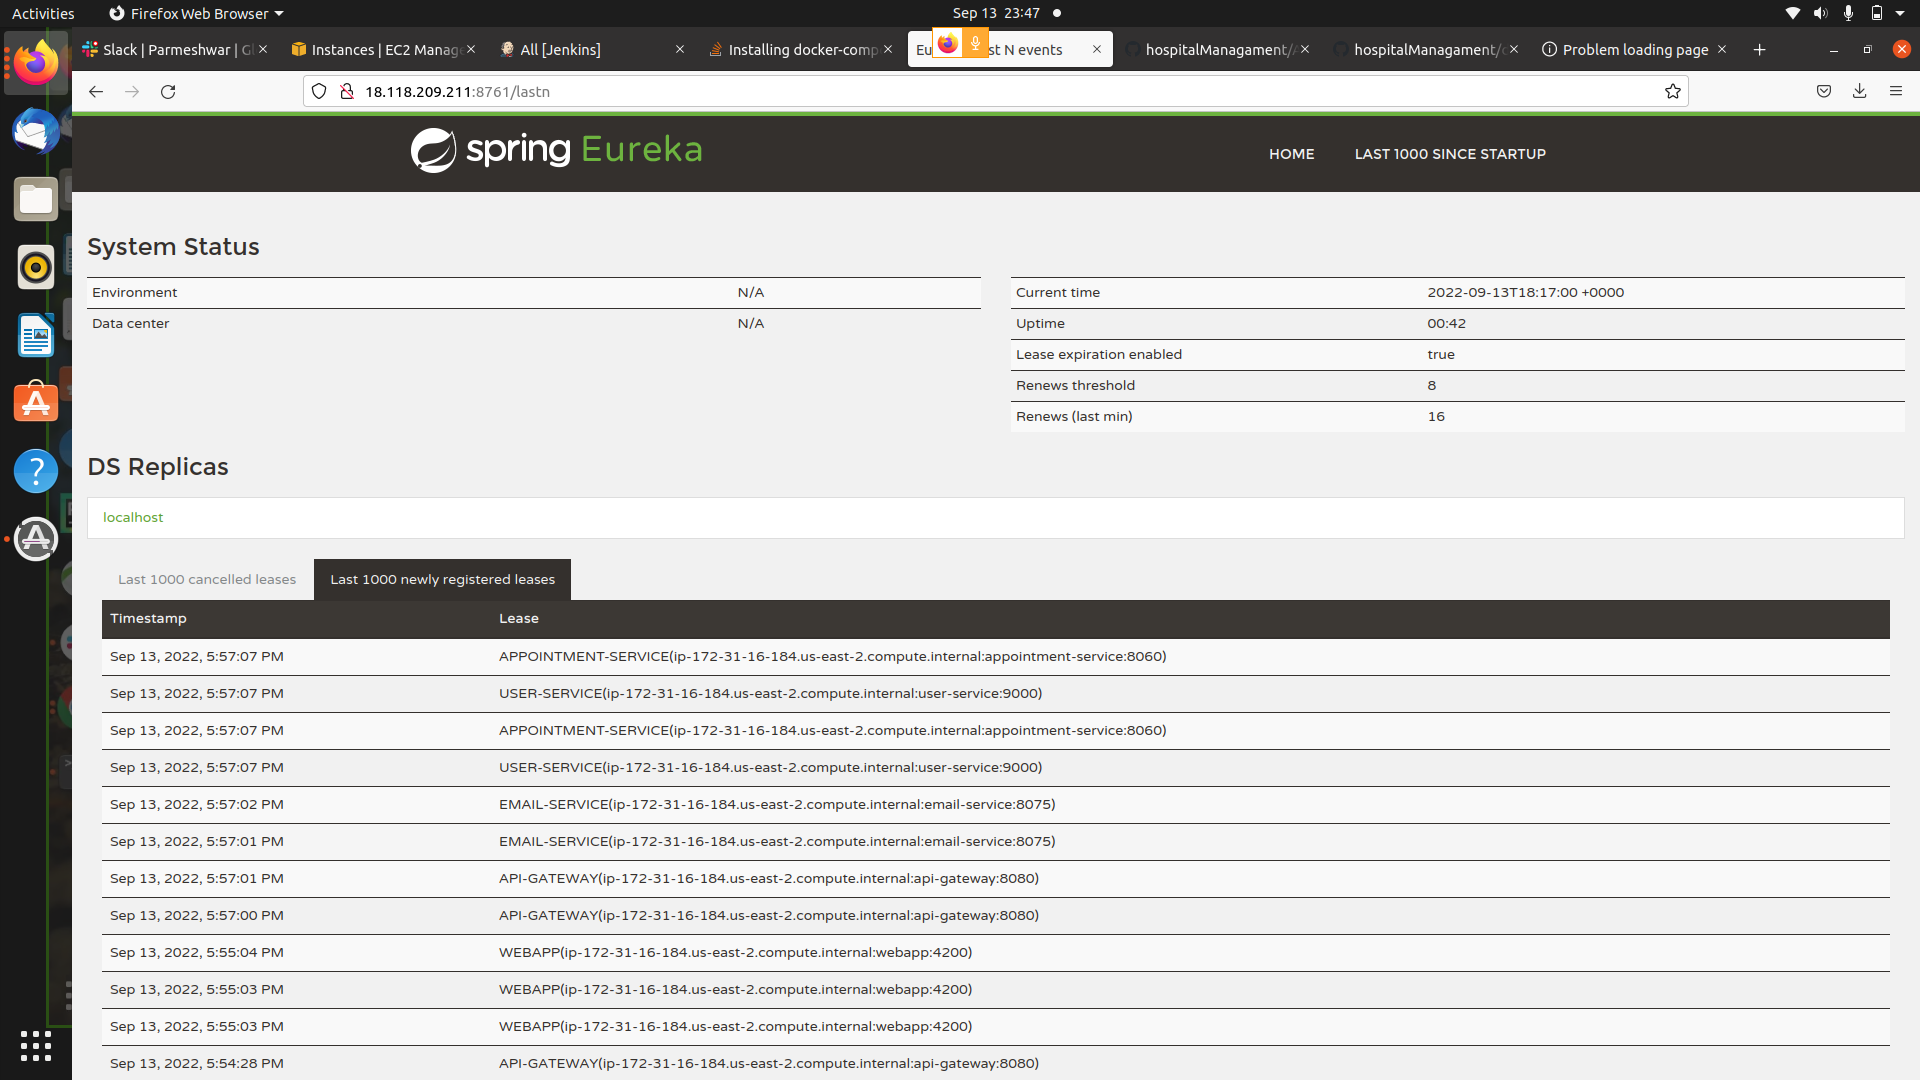 Activities Firefox Web Browser Sep 13 23:47
Slack | Parmeshwar | G Instances | EC2 Manag All [Jenkins] Installing docker-comp Eu st N events hospitalManagament/ hospitalManagament/ Problem loading page
18.118.209.211:8761/lastn
spring Eureka HOME LAST 1000 SINCE STARTUP
System Status
Environment N/A Current time 2022-09-13T18:17:00 +0000
Data center N/A Uptime 00:42
Lease expiration enabled true
Renews threshold 8
Renews (last min) 16
DS Replicas
localhost
Last 1000 cancelled leases Last 1000 newly registered leases
Timestamp Lease
Sep 13, 2022, 5:57:07 PM APPOINTMENT-SERVICE(ip-172-31-16-184.us-east-2.compute.internal:appointment-service:8060)
Sep 13, 2022, 5:57:07 PM USER-SERVICE(ip-172-31-16-184.us-east-2.compute.internal:user-service:9000)
Sep 13, 2022, 5:57:07 PM APPOINTMENT-SERVICE(ip-172-31-16-184.us-east-2.compute.internal:appointment-service:8060)
Sep 13, 2022, 5:57:07 PM USER-SERVICE(ip-172-31-16-184.us-east-2.compute.internal:user-service:9000)
Sep 13, 2022, 5:57:02 PM EMAIL-SERVICE(ip-172-31-16-184.us-east-2.compute.internal:email-service:8075)
Sep 13, 2022, 5:57:01 PM EMAIL-SERVICE(ip-172-31-16-184.us-east-2.compute.internal:email-service:8075)
Sep 13, 2022, 5:57:01 PM API-GATEWAY(ip-172-31-16-184.us-east-2.compute.internal:api-gateway:8080)
Sep 13, 2022, 5:57:00 PM API-GATEWAY(ip-172-31-16-184.us-east-2.compute.internal:api-gateway:8080)
Sep 13, 2022, 5:55:04 PM WEBAPP(ip-172-31-16-184.us-east-2.compute.internal:webapp:4200)
Sep 13, 2022, 5:55:03 PM WEBAPP(ip-172-31-16-184.us-east-2.compute.internal:webapp:4200)
Sep 13, 2022, 5:55:03 PM WEBAPP(ip-172-31-16-184.us-east-2.compute.internal:webapp:4200)
Sep 13, 2022, 5:54:28 PM API-GATEWAY(ip-172-31-16-184.us-east-2.compute.internal:api-gateway:8080)